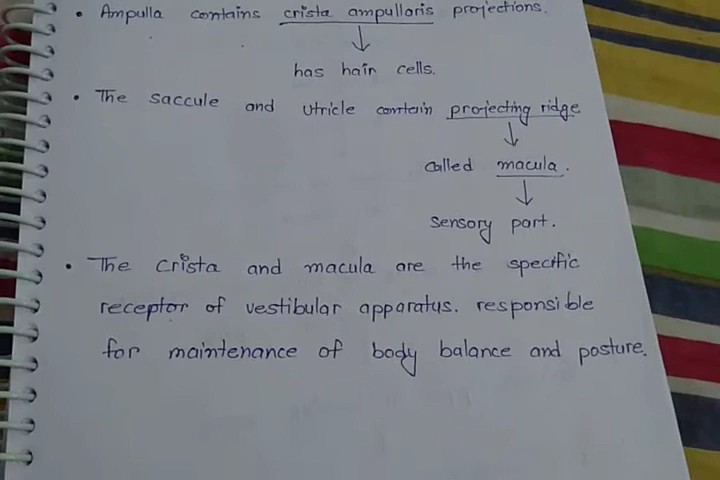 • Ampulla contains crista ampullaris projections.
↓
has hair cells.
• The saccule and utricle contain projecting ridge
↓
called macula.
↓
sensory part.
• The crista and macula are the specific
receptor of vestibular apparatus. responsible
for maintenance of body balance and posture.